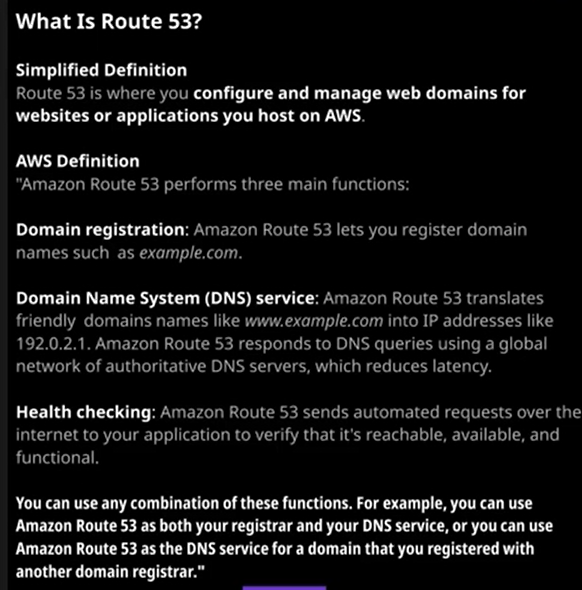 What Is Route 53?
Simplified Definition
Route 53 is where you configure and manage web domains for
websites or applications you host on AWS.
AWS Definition
"Amazon Route 53 performs three main functions:
Domain registration: Amazon Route 53 lets you register domain
names such as example.com.
Domain Name System (DNS) service: Amazon Route 53 translates
friendly domains names like www.example.com into IP addresses like
192.0.2.1. Amazon Route 53 responds to DNS queries using a global
network of authoritative DNS servers, which reduces latency.
Health checking: Amazon Route 53 sends automated requests over the
internet to your application to verify that it's reachable, available, and
functional.
You can use any combination of these functions. For example, you can use
Amazon Route 53 as both your registrar and your DNS service, or you can use
Amazon Route 53 as the DNS service for a domain that you registered with
another domain registrar."